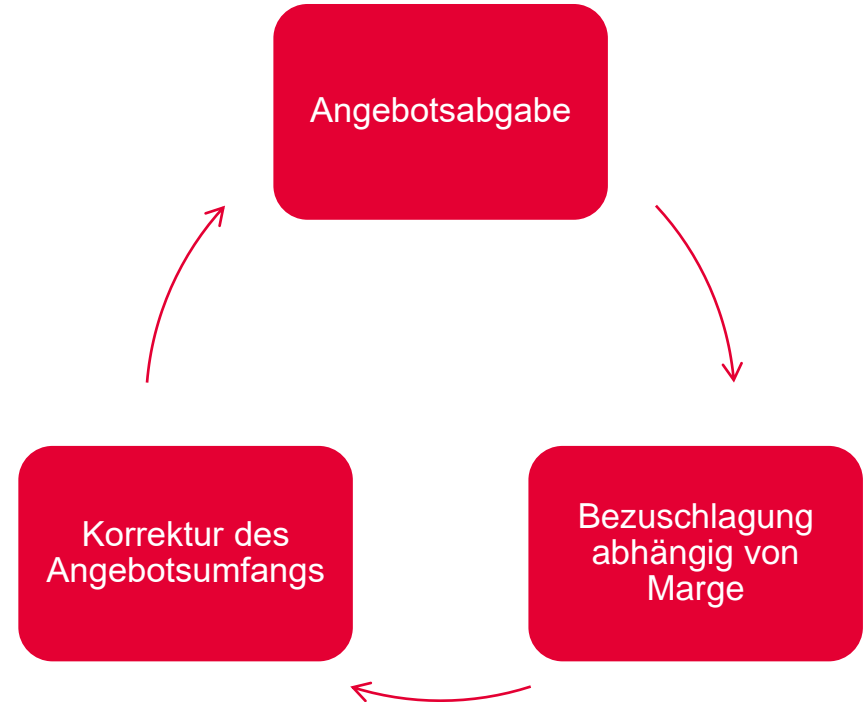 Angebotsabgabe
Bezuschlagung
abhängig von
Marge
Korrektur des
Angebotsumfangs